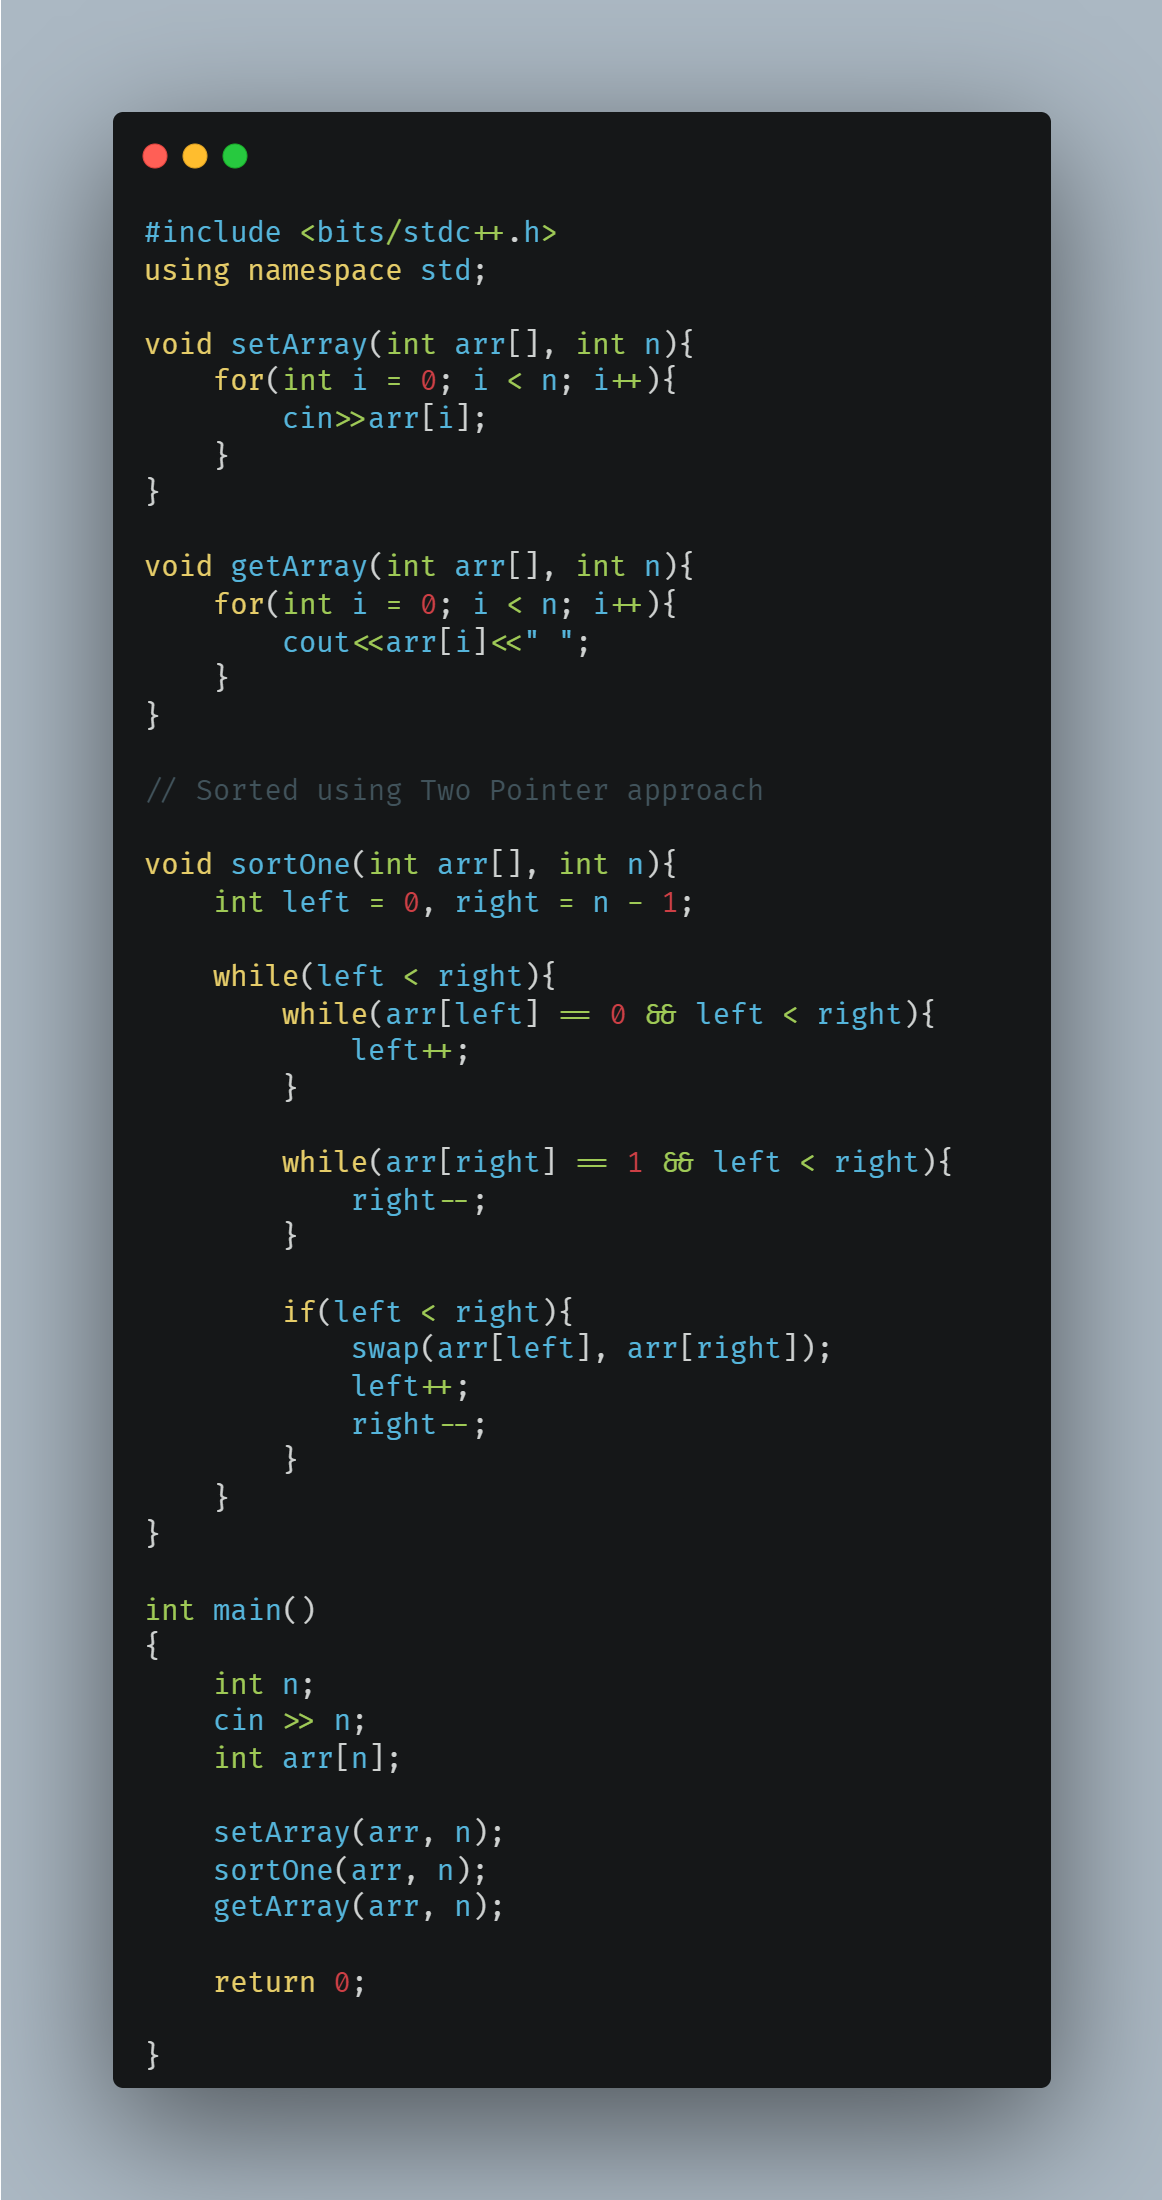 #include <bits/stdc++.h>
using namespace std;

void setArray(int arr[], int n){
    for(int i = 0; i < n; i++){
        cin>>arr[i];
    }
}

void getArray(int arr[], int n){
    for(int i = 0; i < n; i++){
        cout<<arr[i]<<" ";
    }
}

// Sorted using Two Pointer approach

void sortOne(int arr[], int n){
    int left = 0, right = n - 1;

    while(left < right){
        while(arr[left] == 0 && left < right){
            left++;
        }

        while(arr[right] == 1 && left < right){
            right--;
        }

        if(left < right){
            swap(arr[left], arr[right]);
            left++;
            right--;
        }
    }
}

int main()
{
    int n;
    cin >> n;
    int arr[n];

    setArray(arr, n);
    sortOne(arr, n);
    getArray(arr, n);

    return 0;

}